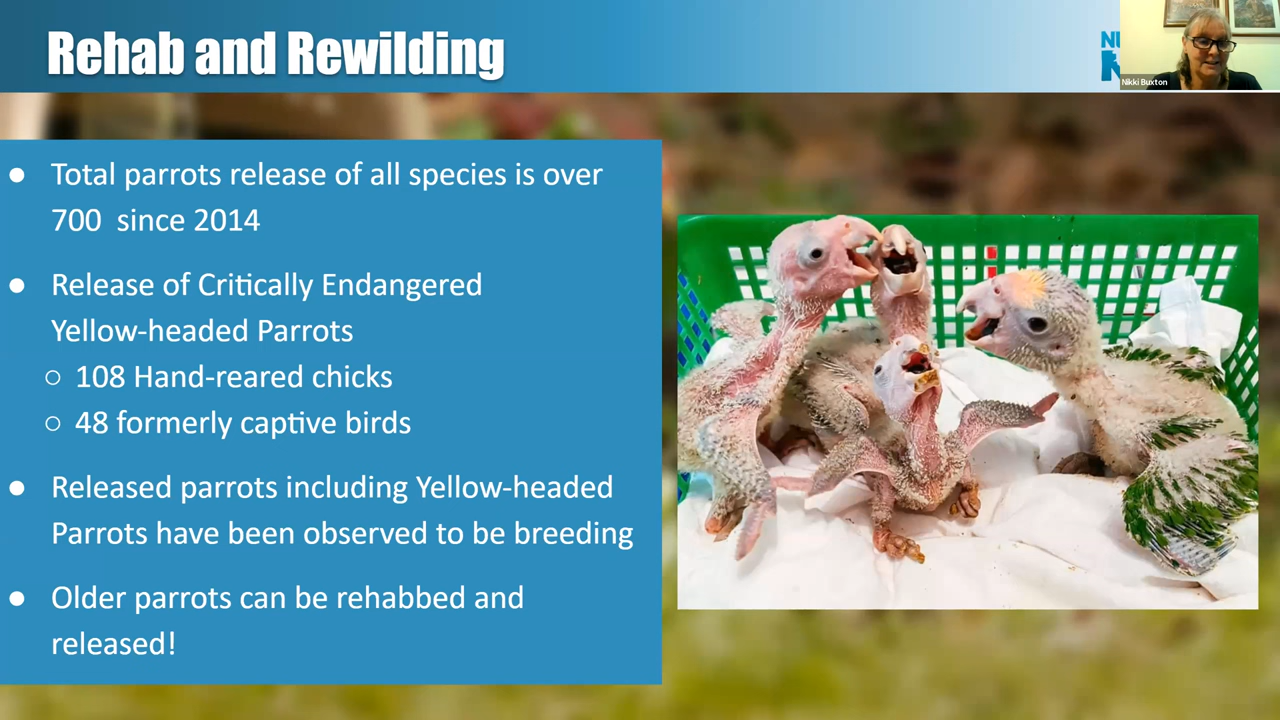 Rehab and Rewilding
Nikki Buxton
● Total parrots release of all species is over
700 since 2014
● Release of Critically Endangered
Yellow-headed Parrots
○ 108 Hand-reared chicks
○ 48 formerly captive birds
● Released parrots including Yellow-headed
Parrots have been observed to be breeding
● Older parrots can be rehabbed and
released!